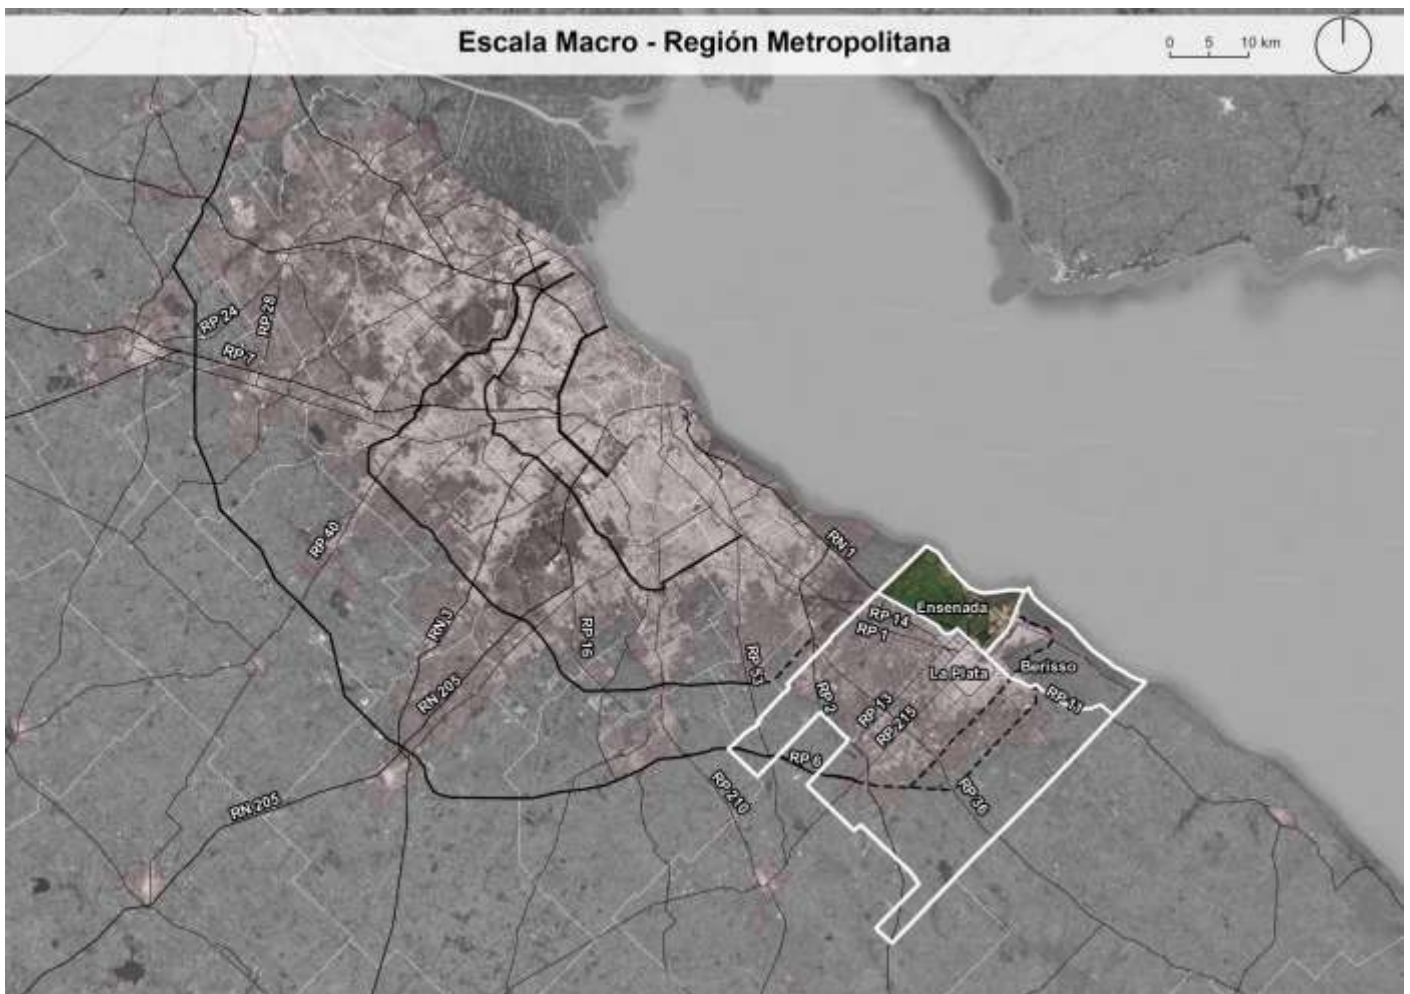 Escala Macro - Región Metropolitana
0 5 10 km
RP 24
RP 28
RP 7
RP 40
RN 1
Ensenada
RP 14
RP 1
RN 3
RP 16
RP 53
La Plata
Berisso
RN 205
RP 2
RP 13
RP 215
RP 11
RP 6
RN 205
RP 210
RP 36